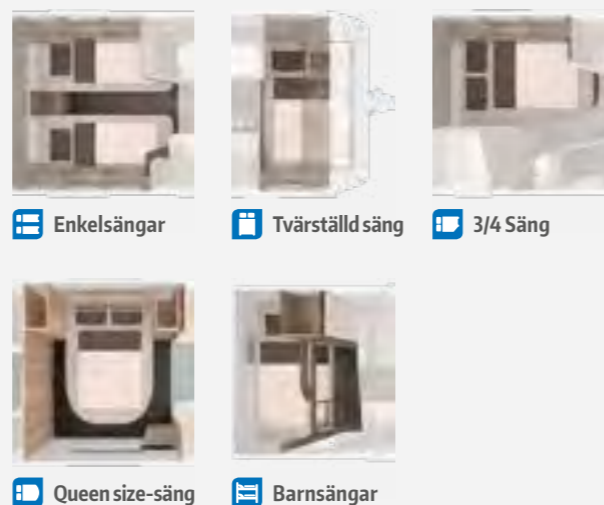 Enkelsängar
Tvärställd säng
3/4 Säng
Queen size-säng
Barnsängar